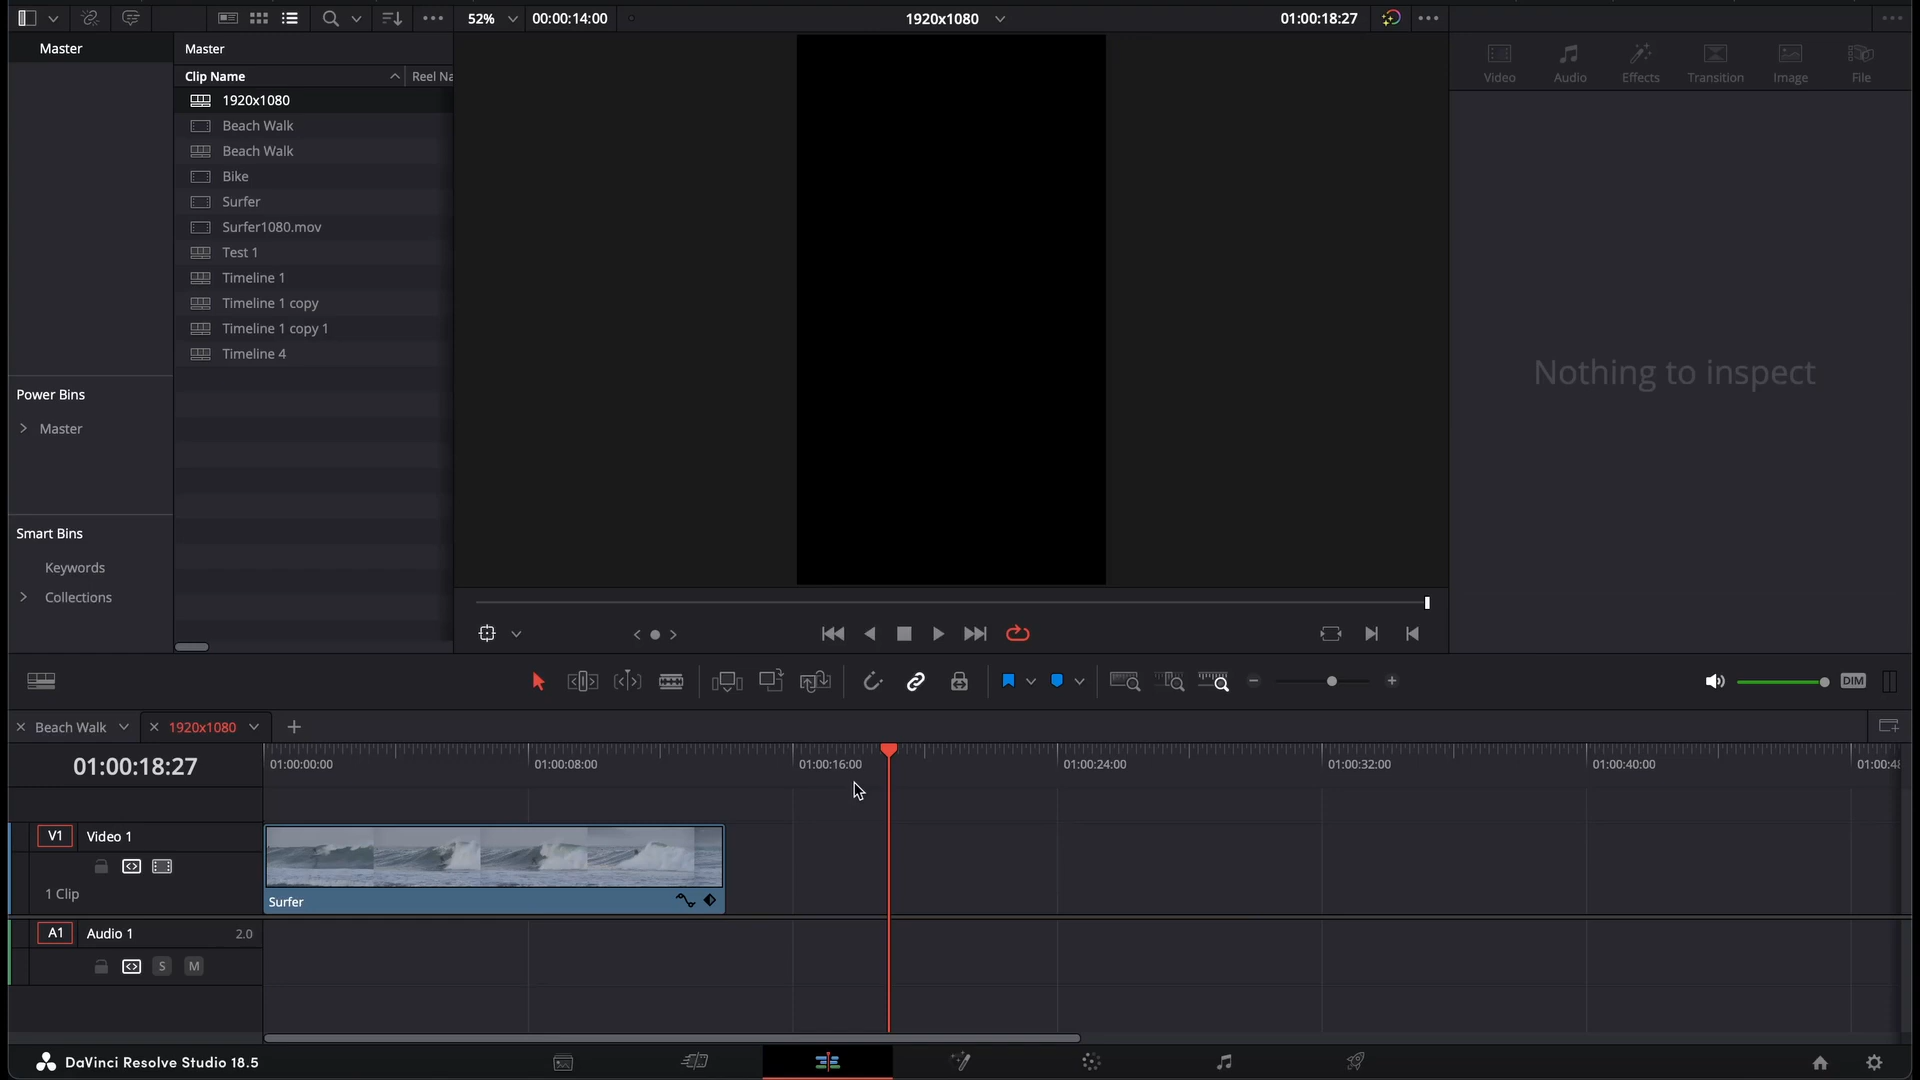 52%
00:00:14:00
1920x1080
01:00:18:27
Master
Master
Clip Name
Reel Na
1920x1080
Beach Walk
Beach Walk
Bike
Surfer
Surfer1080.mov
Test 1
Timeline 1
Timeline 1 copy
Timeline 1 copy 1
Timeline 4
Power Bins
Master
Smart Bins
Keywords
Collections
Video
Audio
Effects
Transition
Image
File
Nothing to inspect
DIM
Beach Walk
1920x1080
01:00:18:27
01:00:00:00
01:00:08:00
01:00:16:00
01:00:24:00
01:00:32:00
01:00:40:00
01:00:48
V1
Video 1
1 Clip
Surfer
A1
Audio 1
2.0
S
M
DaVinci Resolve Studio 18.5